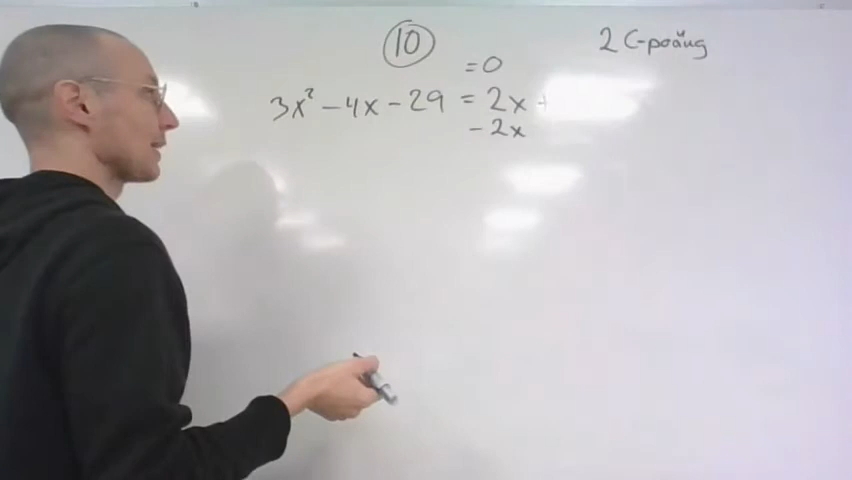 10
2 C-poäng
= 0
3x² - 4x - 29 = 2x +
- 2x